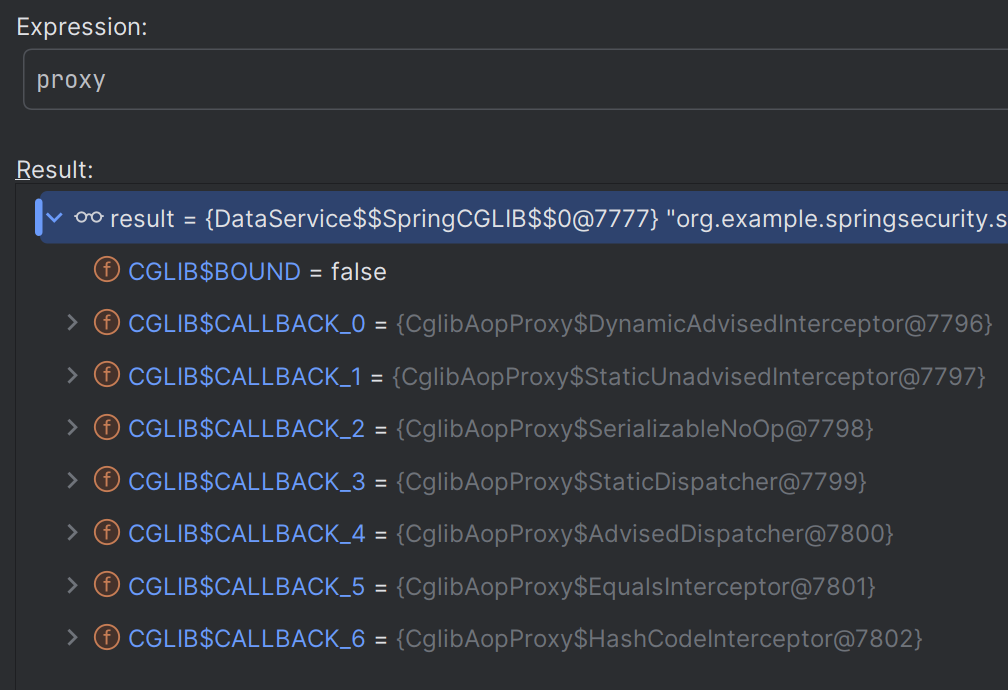 Expression:
proxy
Result:
result = {DataService$$SpringCGLIB$$0@7777} "org.example.springsecurity.s
f CGLIB$BOUND = false
f CGLIB$CALLBACK_0 = {CglibAopProxy$DynamicAdvisedInterceptor@7796}
f CGLIB$CALLBACK_1 = {CglibAopProxy$StaticUnadvisedInterceptor@7797}
f CGLIB$CALLBACK_2 = {CglibAopProxy$SerializableNoOp@7798}
f CGLIB$CALLBACK_3 = {CglibAopProxy$StaticDispatcher@7799}
f CGLIB$CALLBACK_4 = {CglibAopProxy$AdvisedDispatcher@7800}
f CGLIB$CALLBACK_5 = {CglibAopProxy$EqualsInterceptor@7801}
f CGLIB$CALLBACK_6 = {CglibAopProxy$HashCodeInterceptor@7802}